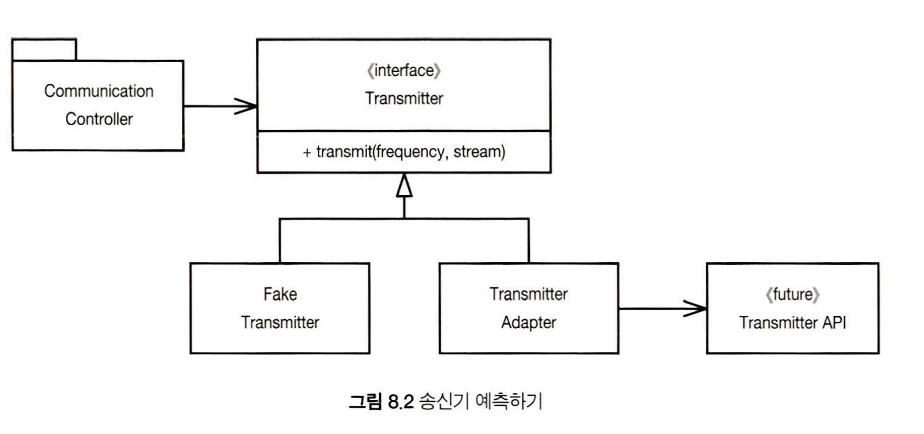 Communication
Controller
《interface》
Transmitter
+ transmit(frequency, stream)
Fake
Transmitter
Transmitter
Adapter
《future》
Transmitter API
그림 8.2 송신기 예측하기